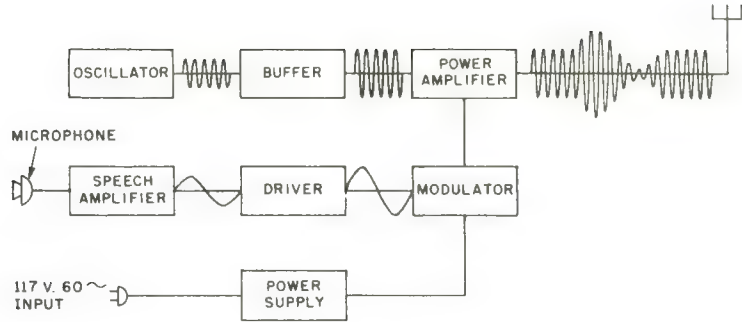 OSCILLATOR
BUFFER
POWER
AMPLIFIER
MICROPHONE
SPEECH
AMPLIFIER
DRIVER
MODULATOR
117 V. 60 ~
INPUT
POWER
SUPPLY